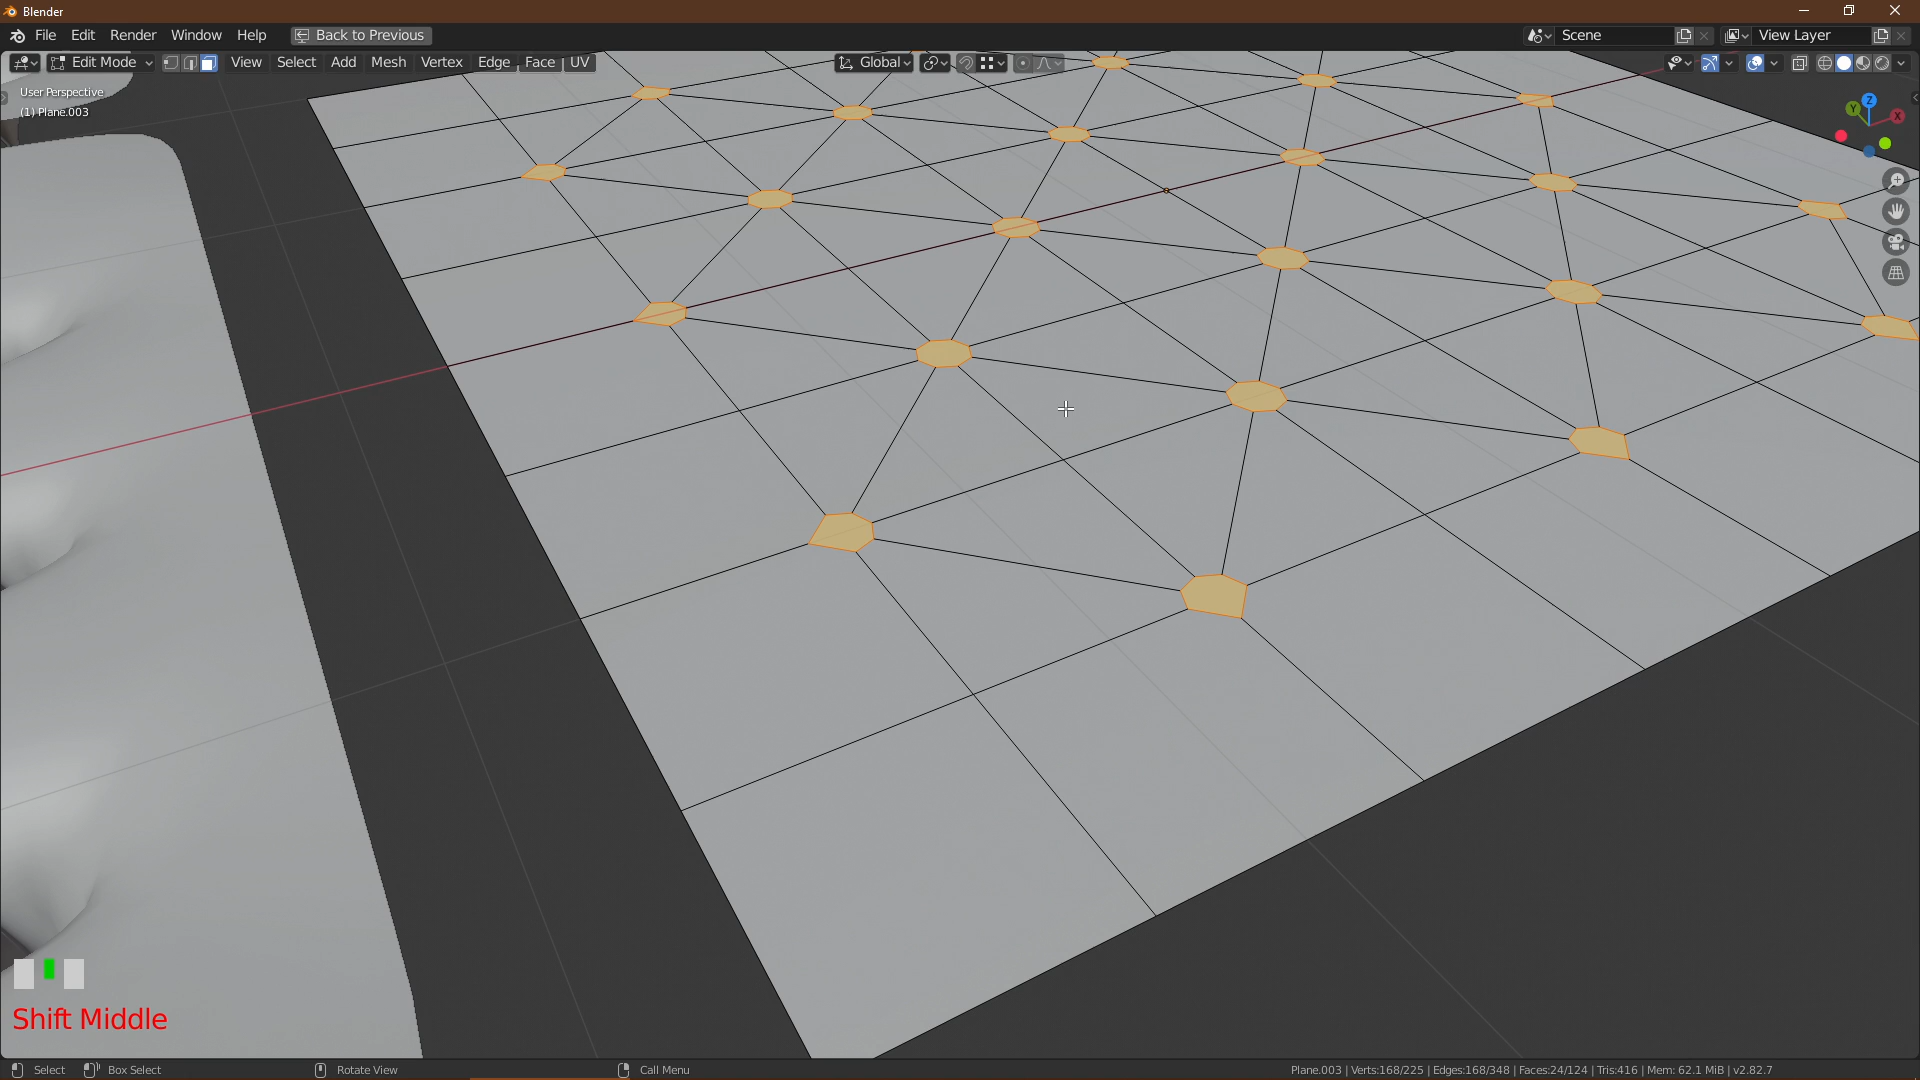 Blender
File Edit Render Window Help Back to Previous Scene View Layer
Edit Mode View Select Add Mesh Vertex Edge Face UV Global
User Perspective
(1) Plane.003
Z
Y
X
Shift Middle
Select Box Select Rotate View Call Menu Plane.003 | Verts:168/225 | Edges:168/348 | Faces:24/124 | Tris:416 | Mem: 62.1 MiB | v2.82.7